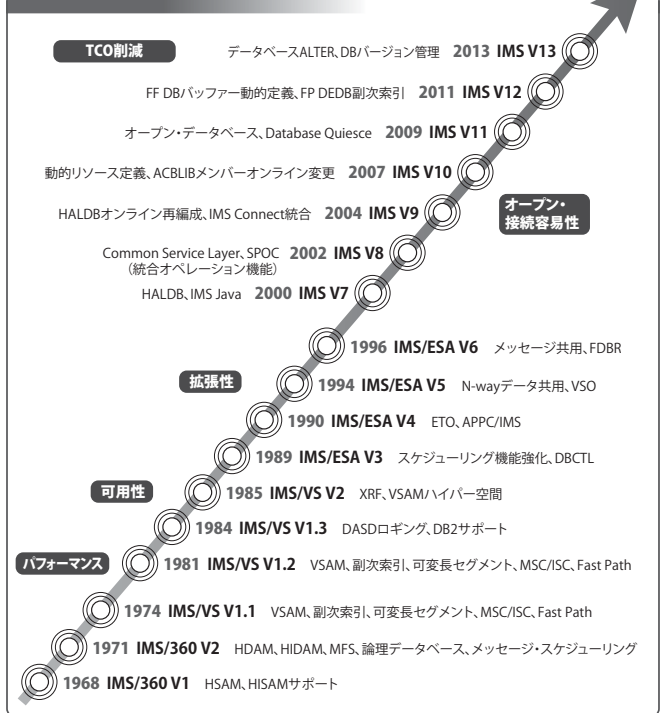 TCO削減
データベースALTER、DBバージョン管理 2013 IMS V13
FF DBバッファー動的定義、FP DEDB副次索引 2011 IMS V12
オープン・データベース、Database Quiesce 2009 IMS V11
動的リソース定義、ACBLIBメンバーオンライン変更 2007 IMS V10
オープン・
接続容易性
HALDBオンライン再編成、IMS Connect統合 2004 IMS V9
Common Service Layer、SPOC 2002 IMS V8
（統合オペレーション機能）
HALDB、IMS Java 2000 IMS V7
1996 IMS/ESA V6 メッセージ共用、FDBR
拡張性
1994 IMS/ESA V5 N-wayデータ共用、VSO
1990 IMS/ESA V4 ETO、APPC/IMS
1989 IMS/ESA V3 スケジューリング機能強化、DBCTL
可用性
1985 IMS/VS V2 XRF、VSAMハイパー空間
1984 IMS/VS V1.3 DASDロギング、DB2サポート
パフォーマンス
1981 IMS/VS V1.2 VSAM、副次索引、可変長セグメント、MSC/ISC、Fast Path
1974 IMS/VS V1.1 VSAM、副次索引、可変長セグメント、MSC/ISC、Fast Path
1971 IMS/360 V2 HDAM、HIDAM、MFS、論理データベース、メッセージ・スケジューリング
1968 IMS/360 V1 HSAM、HISAMサポート